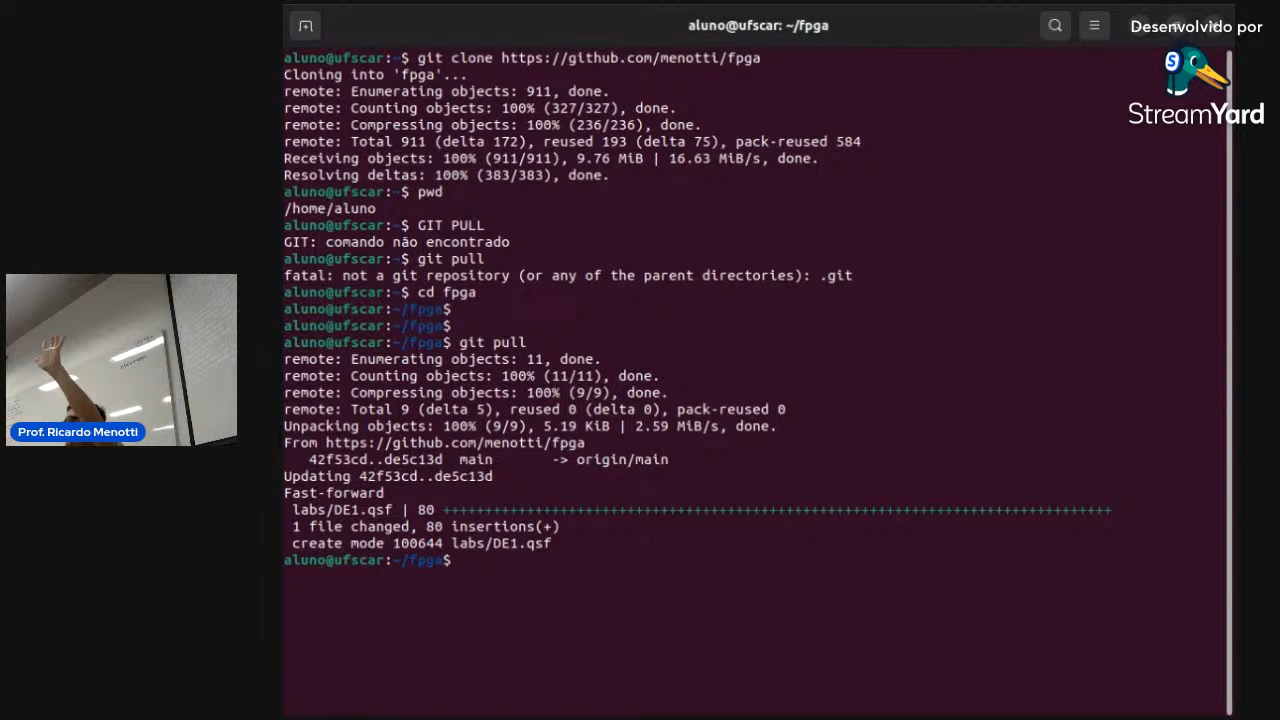 aluno@ufscar: ~/fpga
Desenvolvido por
StreamYard
aluno@ufscar:~$ git clone https://github.com/menotti/fpga
Cloning into 'fpga'...
remote: Enumerating objects: 911, done.
remote: Counting objects: 100% (327/327), done.
remote: Compressing objects: 100% (236/236), done.
remote: Total 911 (delta 172), reused 193 (delta 75), pack-reused 584
Receiving objects: 100% (911/911), 9.76 MiB | 16.63 MiB/s, done.
Resolving deltas: 100% (383/383), done.
aluno@ufscar:~$ pwd
/home/aluno
aluno@ufscar:~$ GIT PULL
GIT: comando não encontrado
aluno@ufscar:~$ git pull
fatal: not a git repository (or any of the parent directories): .git
aluno@ufscar:~$ cd fpga
aluno@ufscar:~/fpga$
aluno@ufscar:~/fpga$
aluno@ufscar:~/fpga$ git pull
remote: Enumerating objects: 11, done.
remote: Counting objects: 100% (11/11), done.
remote: Compressing objects: 100% (9/9), done.
remote: Total 9 (delta 5), reused 0 (delta 0), pack-reused 0
Unpacking objects: 100% (9/9), 5.19 KiB | 2.59 MiB/s, done.
From https://github.com/menotti/fpga
   42f53cd..de5c13d  main       -> origin/main
Updating 42f53cd..de5c13d
Fast-forward
 labs/DE1.qsf | 80 ++++++++++++++++++++++++++++++++++++++++++++++++++++++++++++++++++++++++++++++++
 1 file changed, 80 insertions(+)
 create mode 100644 labs/DE1.qsf
aluno@ufscar:~/fpga$
Prof. Ricardo Menotti